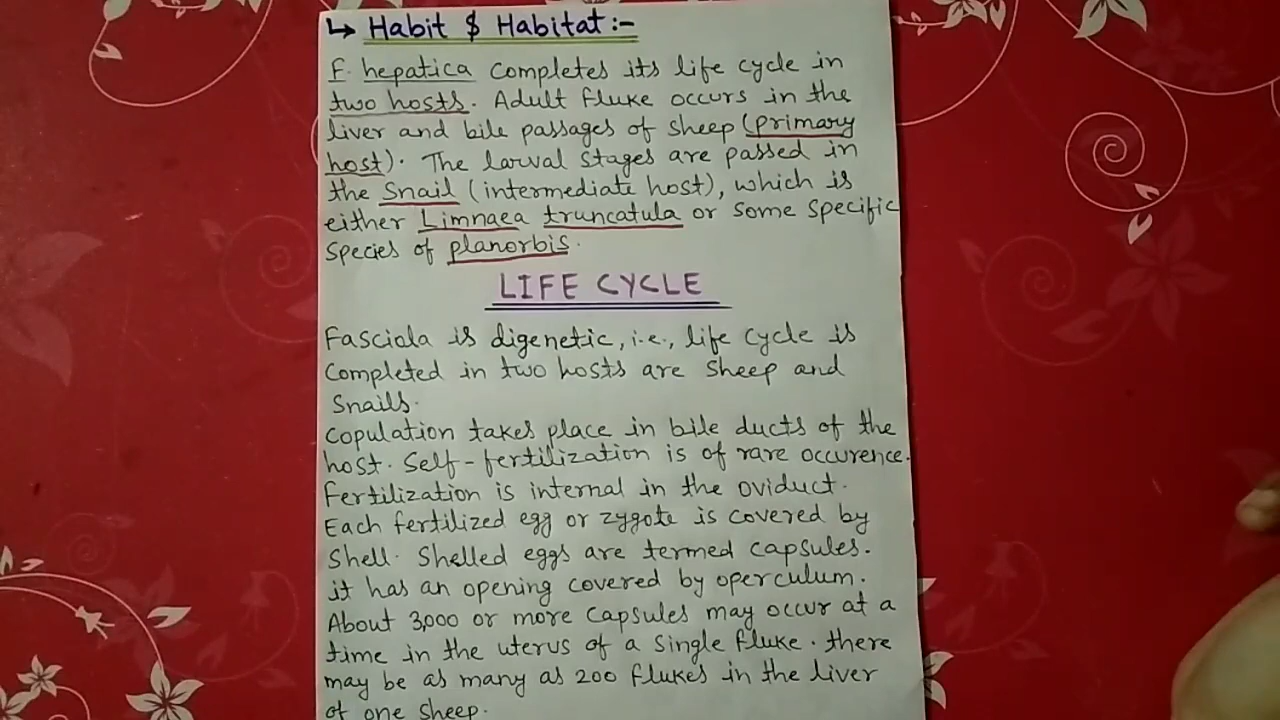 ↳ Habit $ Habitat :-
F. hepatica completes its life cycle in
two hosts. Adult fluke occurs in the
liver and bile passages of sheep (primary
host). The larval stages are passed in
the snail (intermediate host), which is
either Limnaea truncatula or some specific
species of planorbis.
LIFE CYCLE
Fasciola is digenetic, i.e., life cycle is
completed in two hosts are sheep and
snails.
copulation takes place in bile ducts of the
host. Self-fertilization is of rare occurence.
Fertilization is internal in the oviduct.
Each fertilized egg or zygote is covered by
shell. Shelled eggs are termed capsules.
it has an opening covered by operculum.
About 3,000 or more capsules may occur at a
time in the uterus of a single fluke. there
may be as many as 200 flukes in the liver
of one sheep.